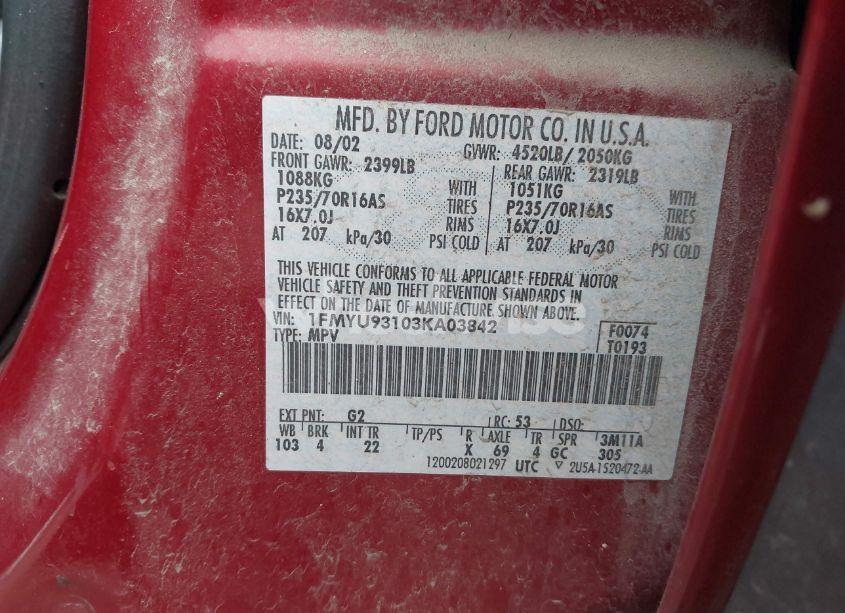 MFD. BY FORD MOTOR CO. IN U.S.A.
DATE: 08/02 GVWR: 4520LB/ 2050KG
FRONT GAWR: 2399LB REAR GAWR: 2319LB
1088KG WITH 1051KG WITH
P235/70R16AS TIRES P235/70R16AS TIRES
16X7.0J RIMS 16X7.0J RIMS
AT 207 kPa/30 PSI COLD AT 207 kPa/30 PSI COLD
THIS VEHICLE CONFORMS TO ALL APPLICABLE FEDERAL MOTOR
VEHICLE SAFETY AND THEFT PREVENTION STANDARDS IN
EFFECT ON THE DATE OF MANUFACTURE SHOWN ABOVE.
VIN: 1FMYU93103KA03842 F0074
TYPE: MPV T0193
EXT PNT: G2 RC: 53 DSO:
WB BRK INT TR TP/PS R AXLE TR SPR 3M11A
103 4 22 X 69 4 GC 305
1200208021297 UTC ▽ 2U5A-1520472-AA